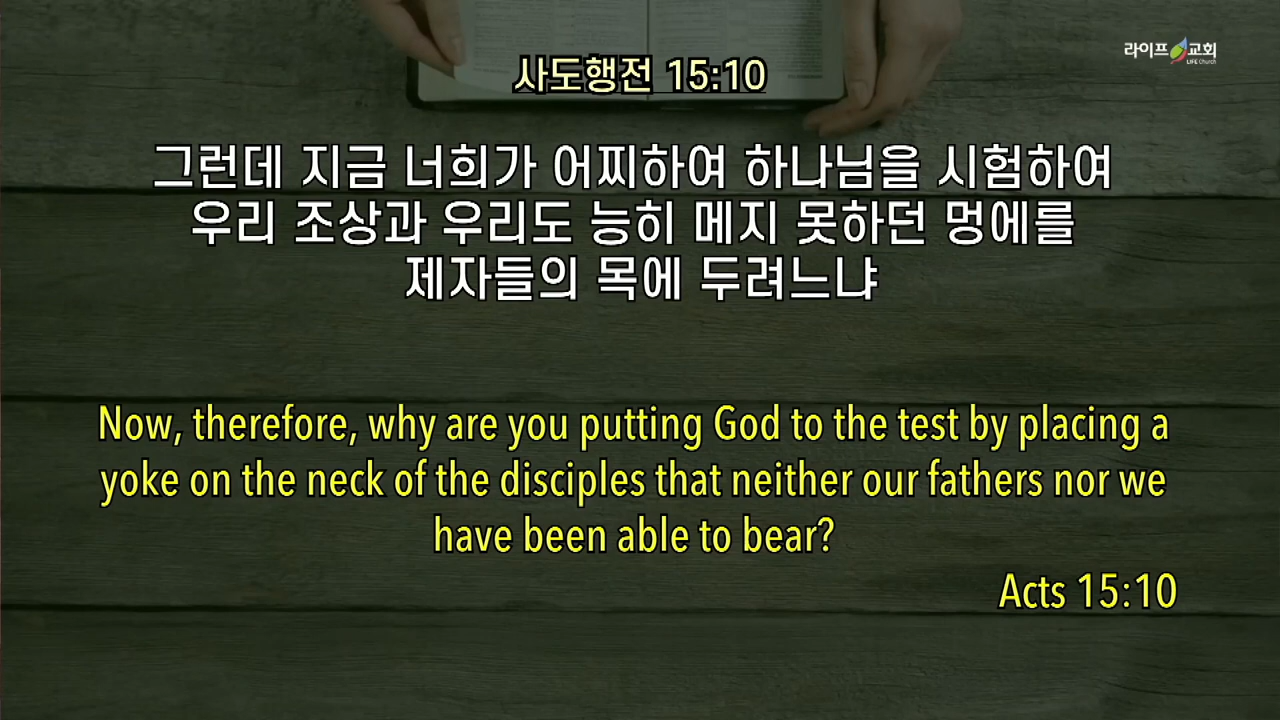 라이프 교회
LIFE Church
사도행전 15:10
그런데 지금 너희가 어찌하여 하나님을 시험하여
우리 조상과 우리도 능히 메지 못하던 멍에를
제자들의 목에 두려느냐
Now, therefore, why are you putting God to the test by placing a
yoke on the neck of the disciples that neither our fathers nor we
have been able to bear?
Acts 15:10